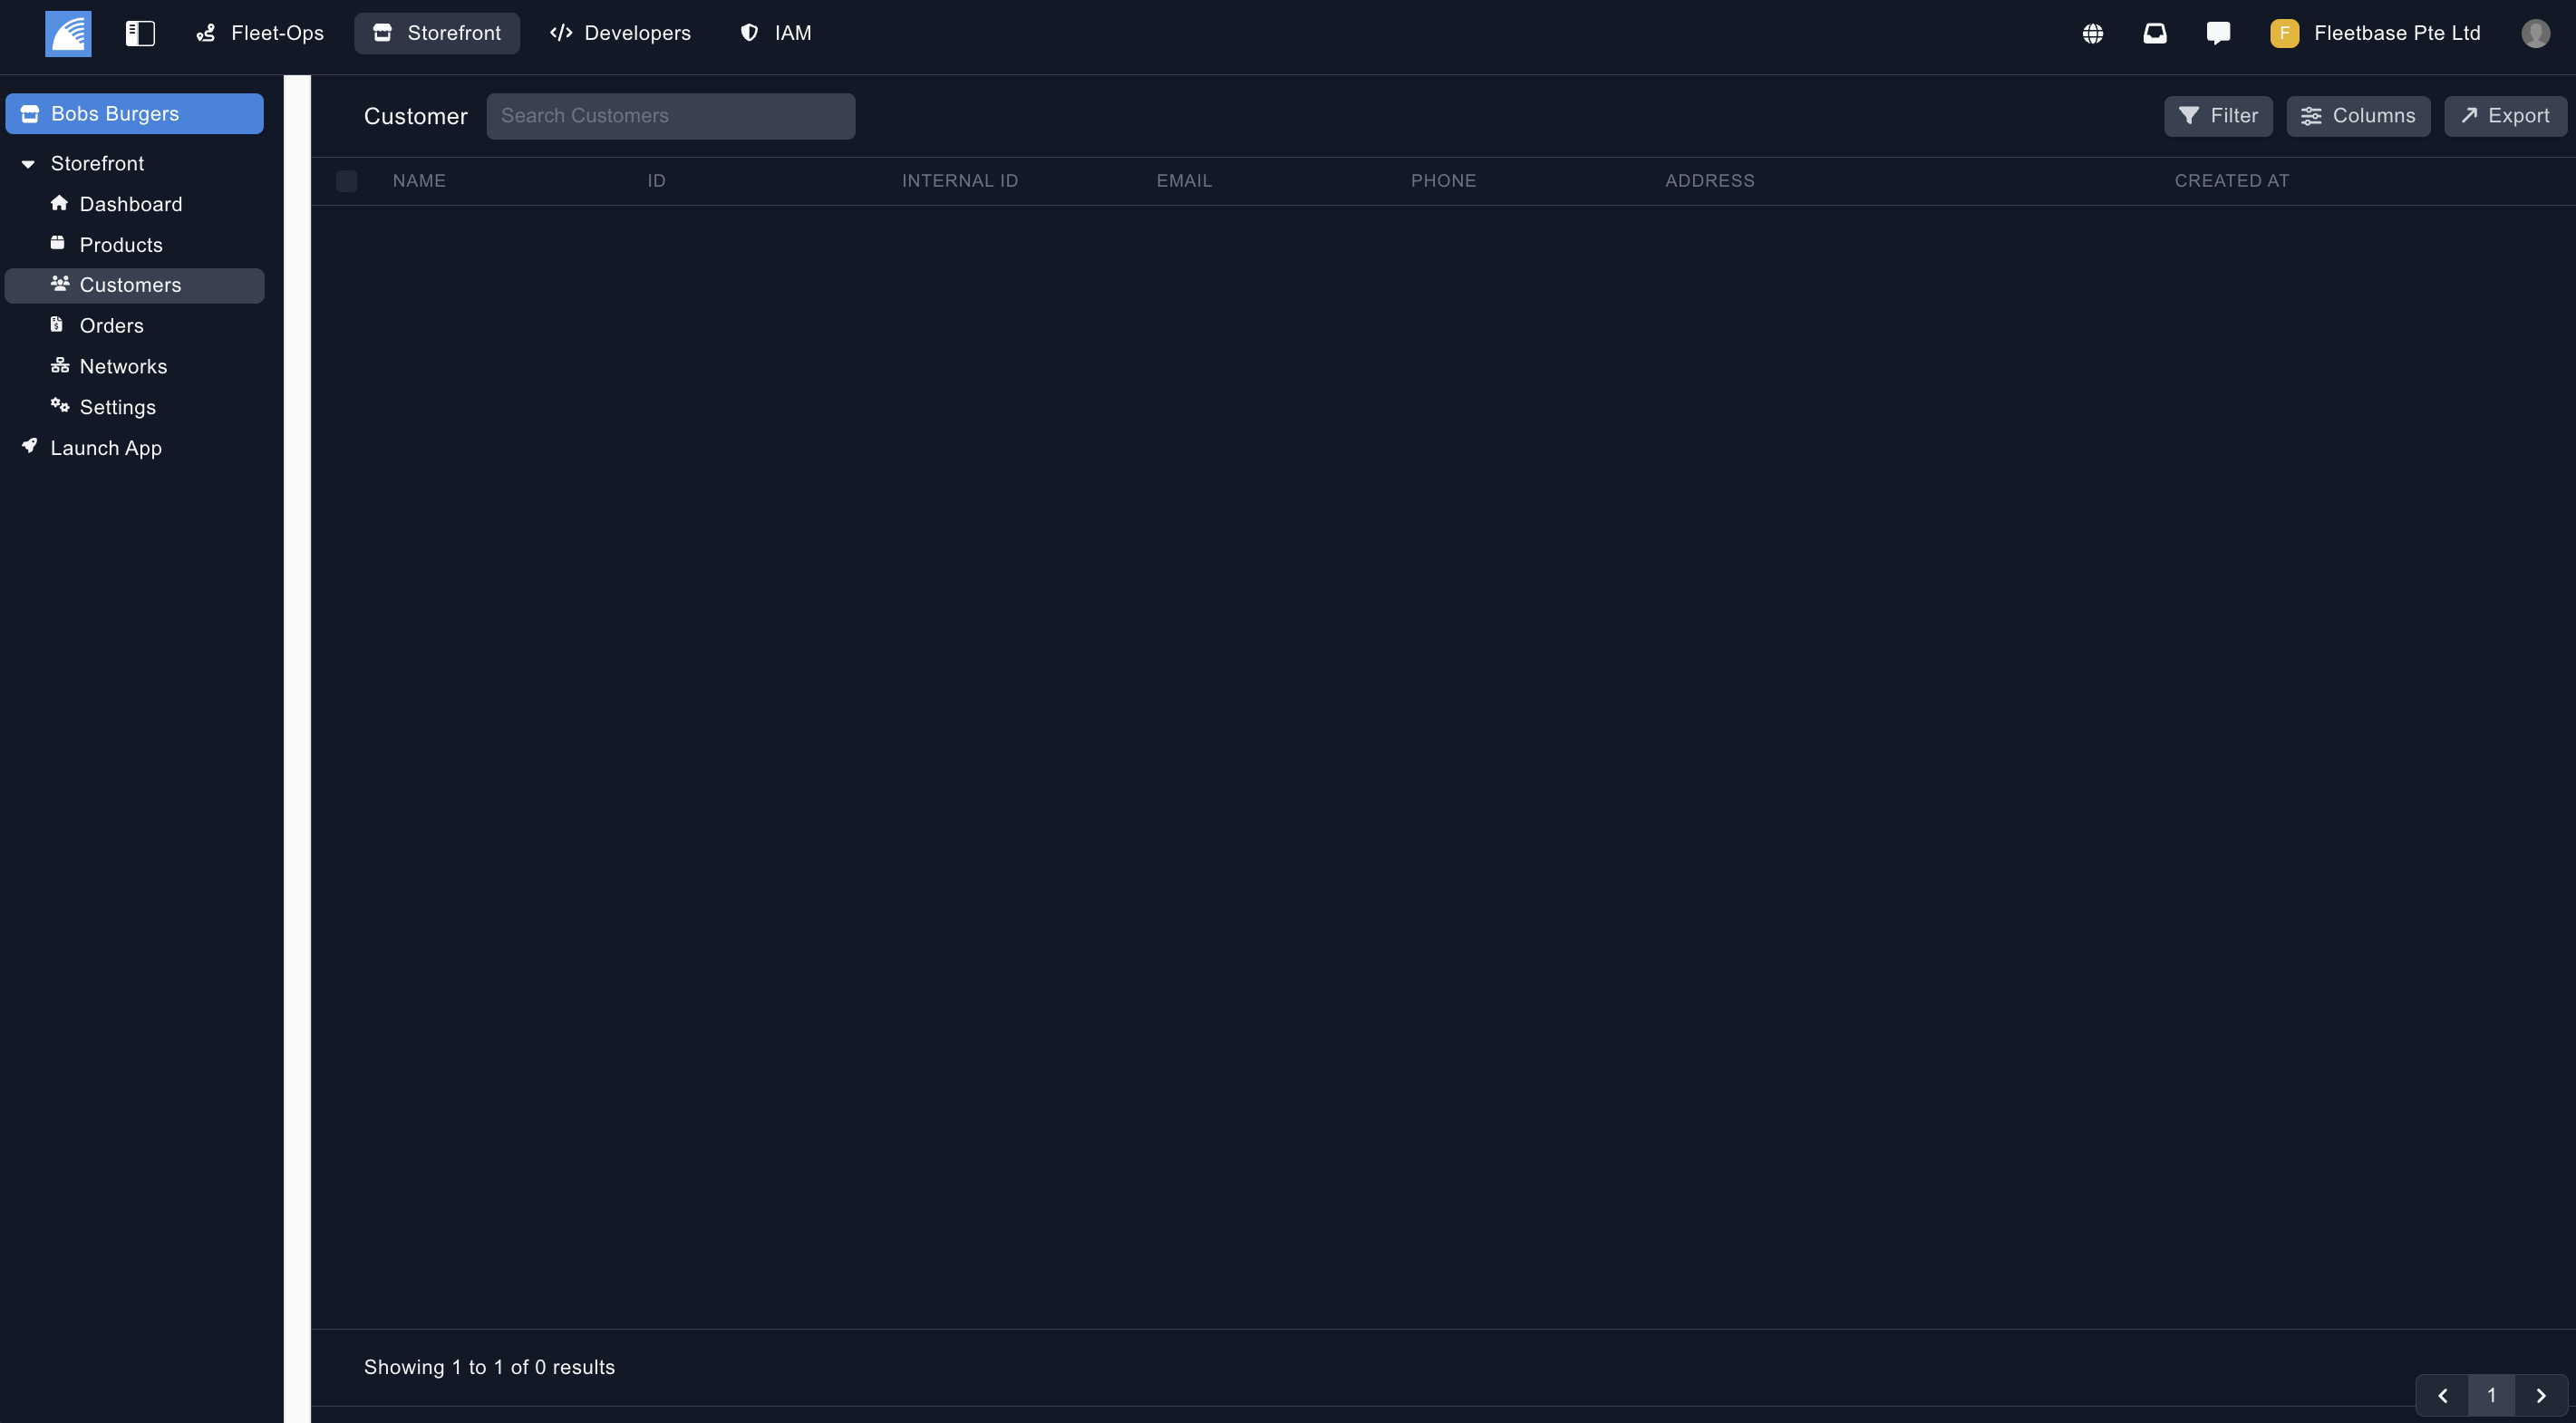 Fleet-Ops
Storefront
Developers
IAM
F
Fleetbase Pte Ltd
Bobs Burgers
Storefront
Dashboard
Products
Customers
Orders
Networks
Settings
Launch App
Customer
Search Customers
Filter
Columns
Export
NAME
ID
INTERNAL ID
EMAIL
PHONE
ADDRESS
CREATED AT
Showing 1 to 1 of 0 results
1